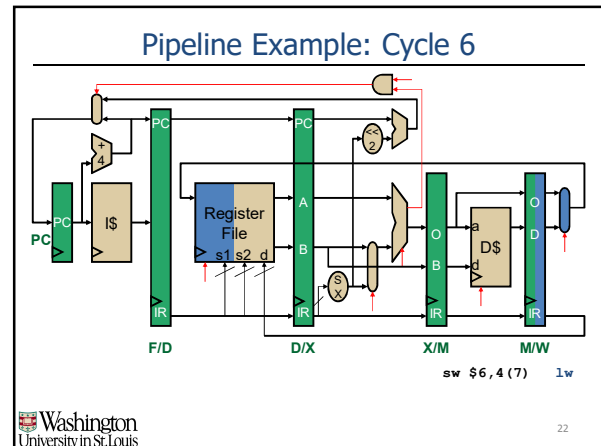 Pipeline Example: Cycle 6
PC
PC
<<
2
+
4
PC
I$
PC
Register
File
s1 s2 d
A
B
S
X
O
B
a
D$
d
O
D
IR
IR
IR
IR
F/D
D/X
X/M
M/W
sw $6,4(7) lw
Washington
University in St. Louis
22